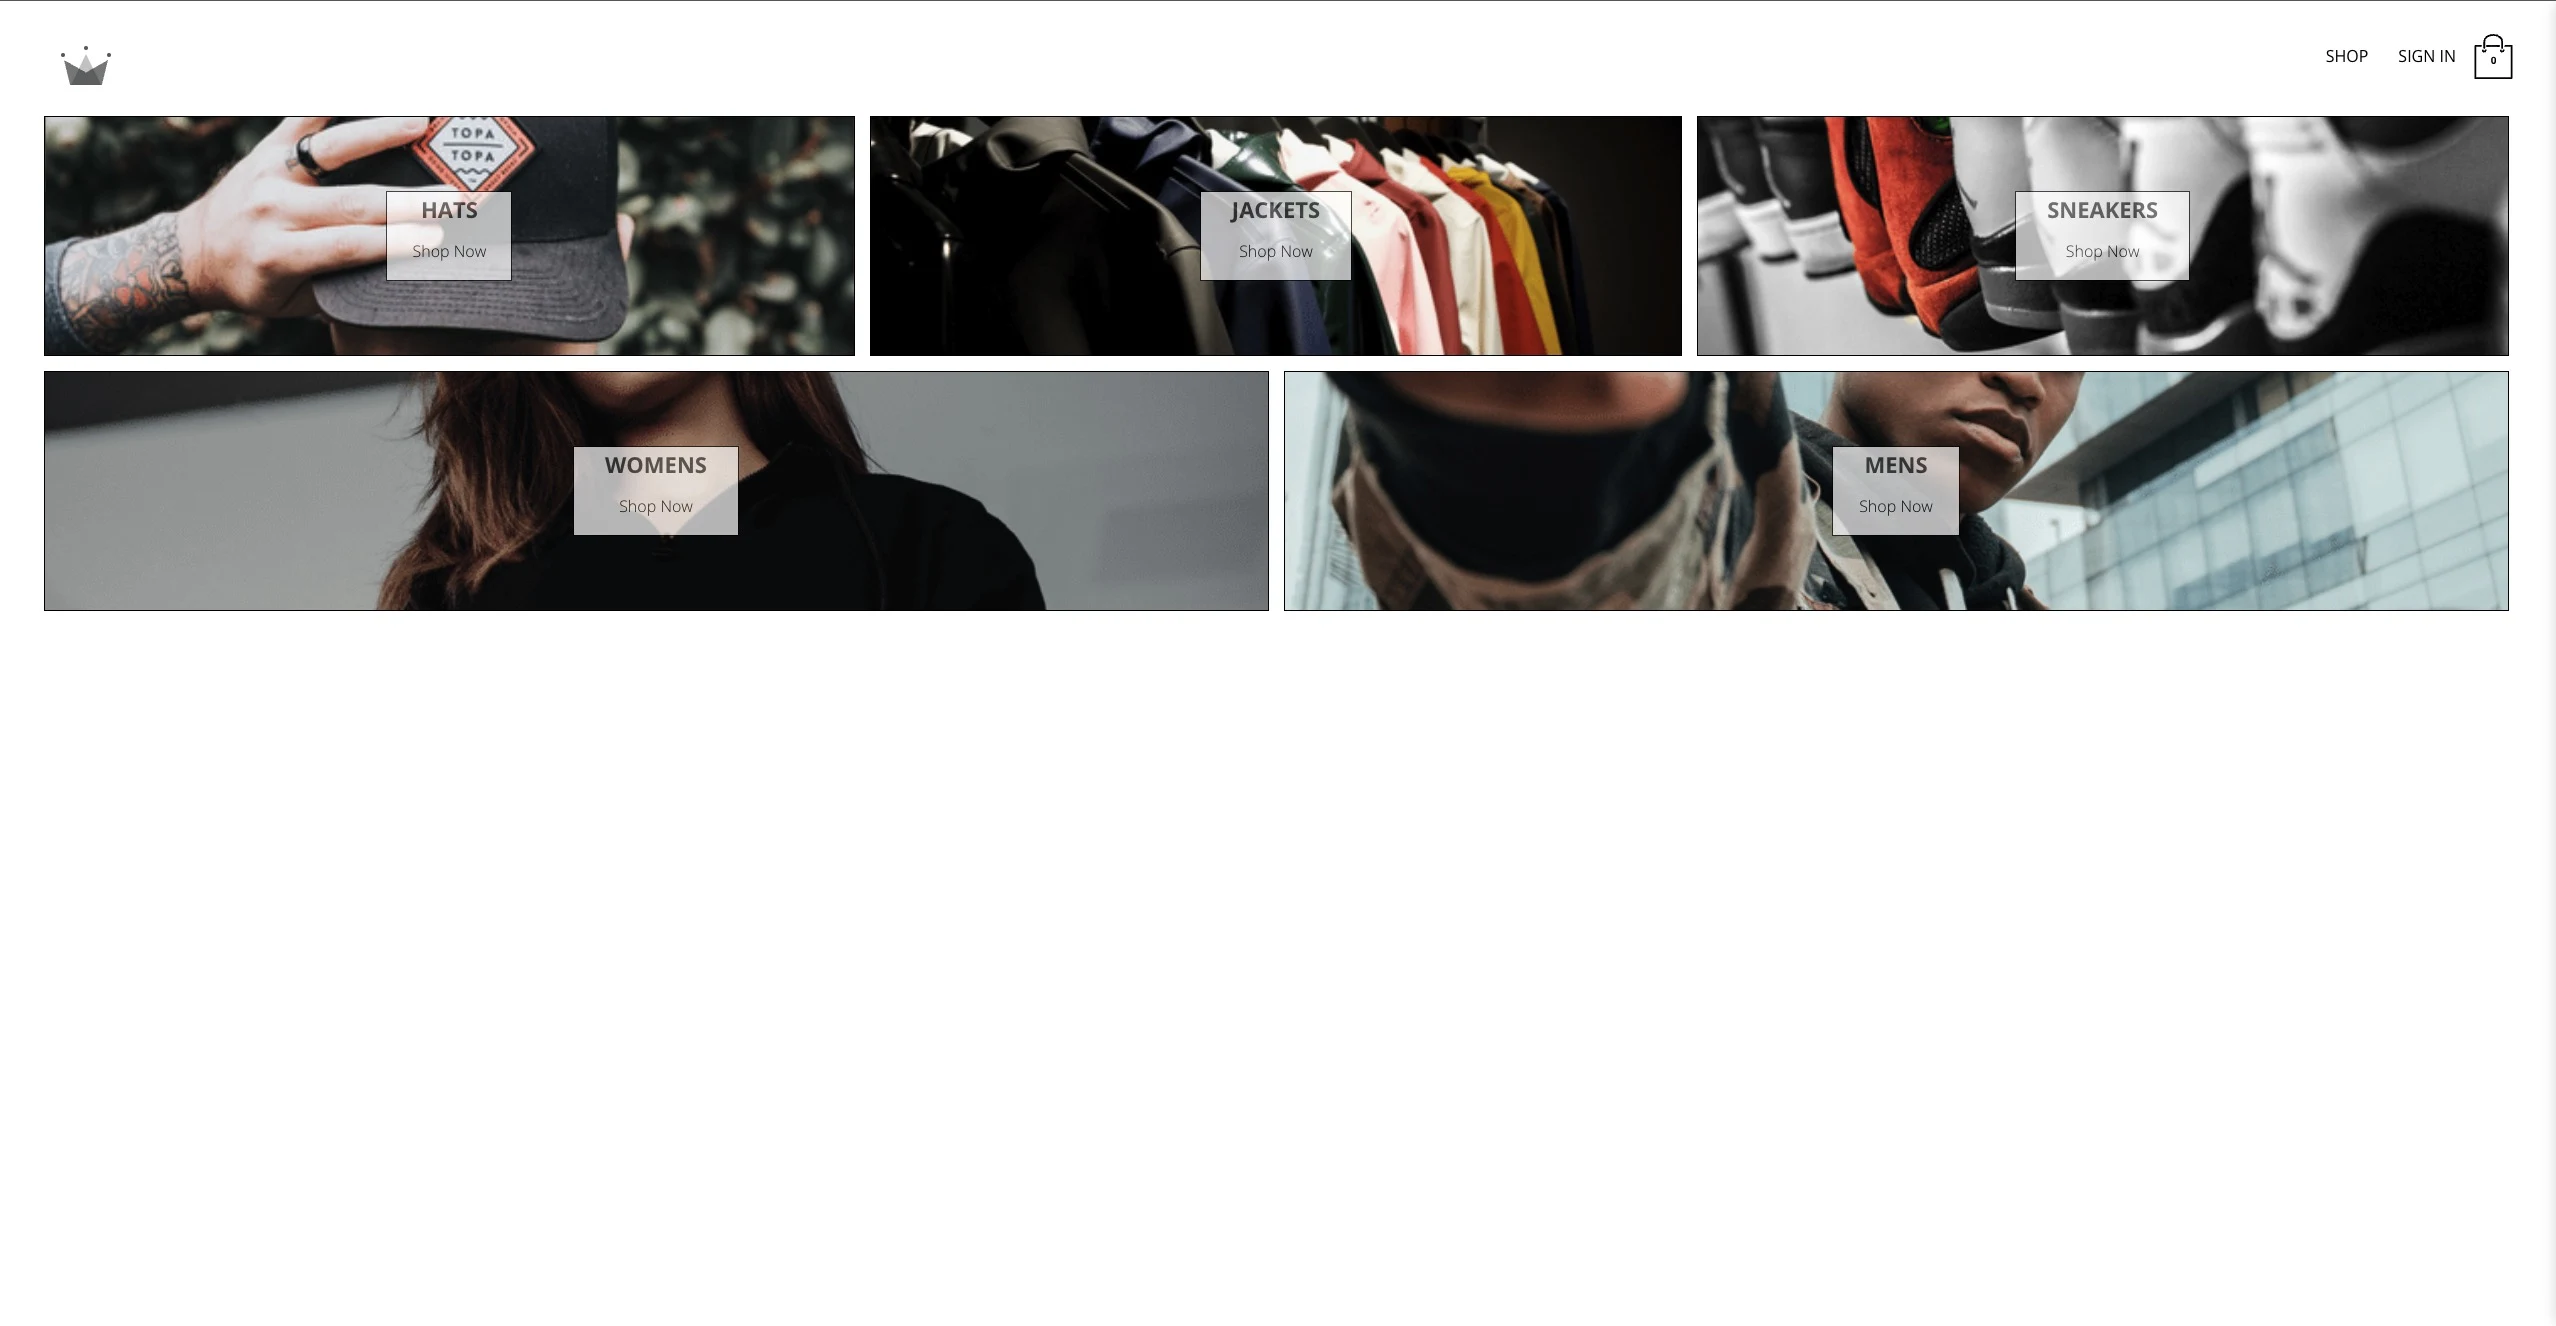 SHOP
SIGN IN
0
TOPA
TOPA
HATS
Shop Now
JACKETS
Shop Now
SNEAKERS
Shop Now
WOMENS
Shop Now
MENS
Shop Now